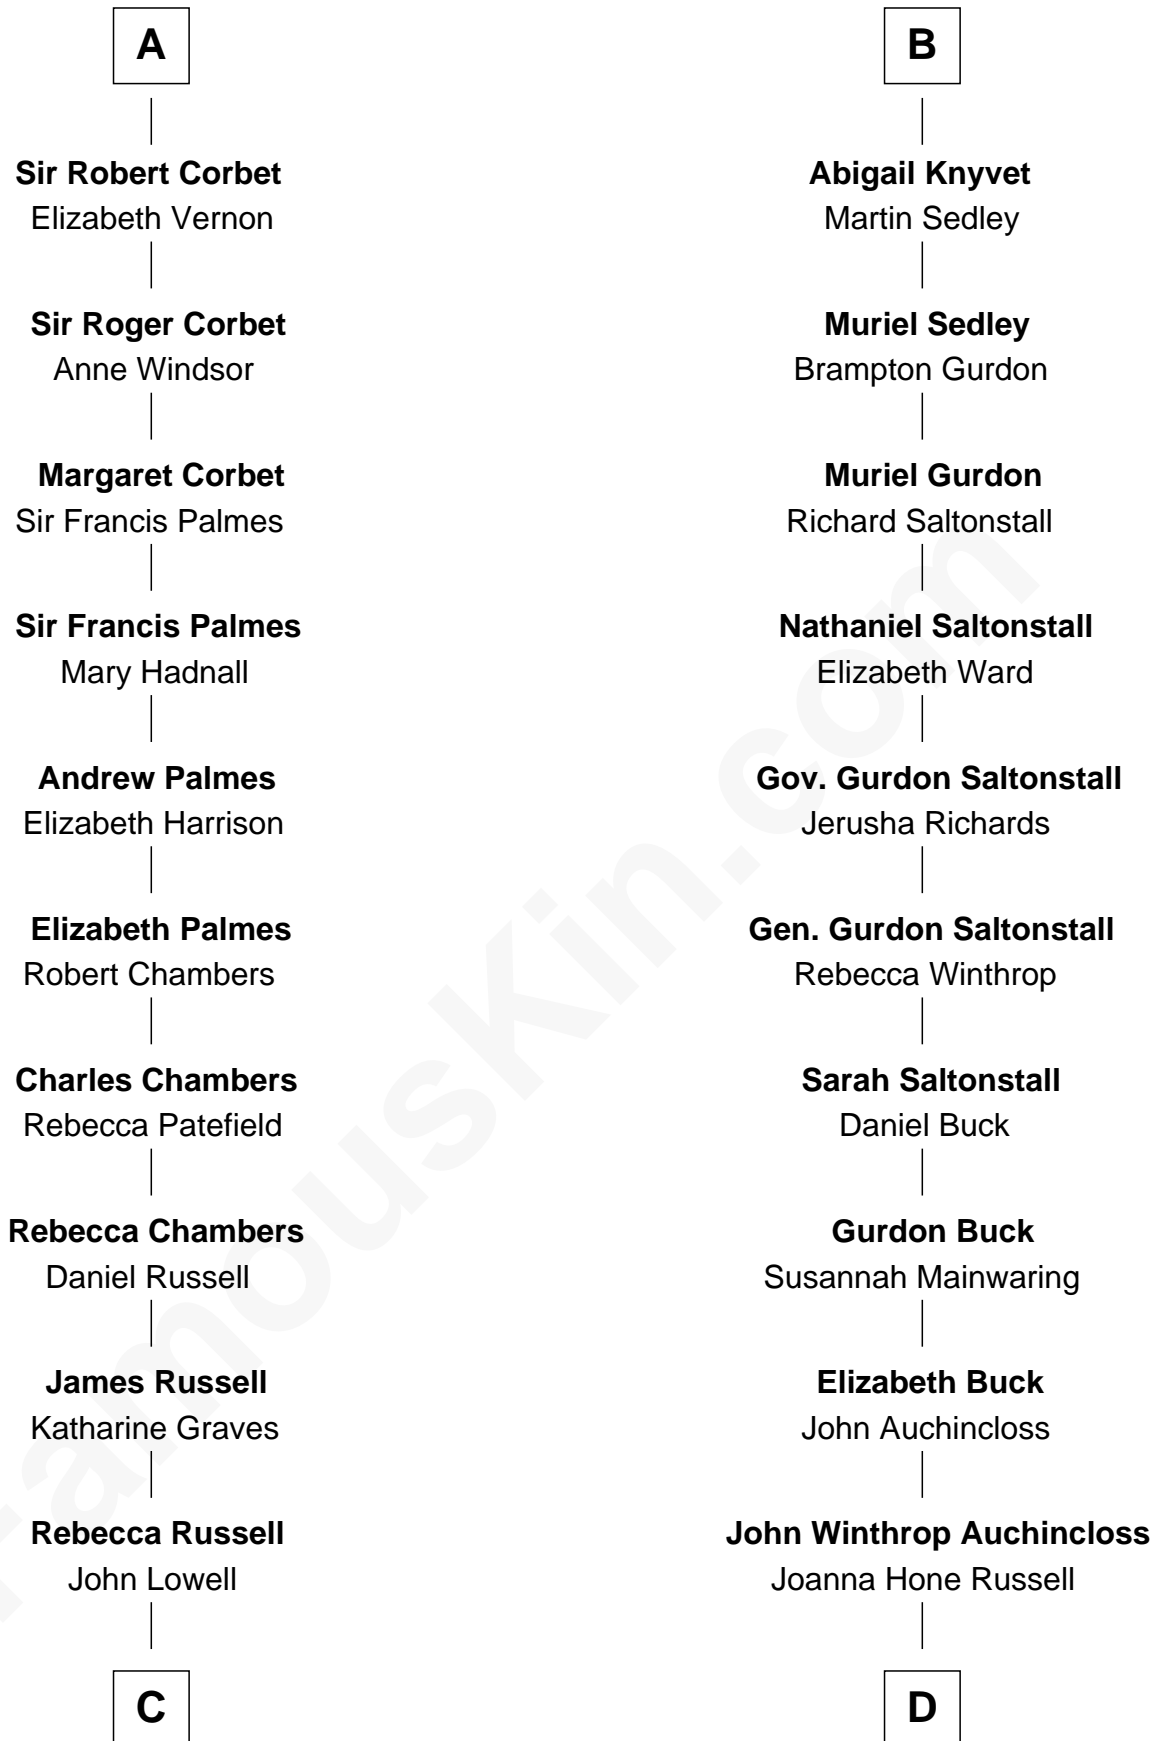 A
Sir Robert Corbet
Elizabeth Vernon
Sir Roger Corbet
Anne Windsor
Margaret Corbet
Sir Francis Palmes
Sir Francis Palmes
Mary Hadnall
Andrew Palmes
Elizabeth Harrison
Elizabeth Palmes
Robert Chambers
Charles Chambers
Rebecca Patefield
Rebecca Chambers
Daniel Russell
James Russell
Katharine Graves
Rebecca Russell
John Lowell
C
B
Abigail Knyvet
Martin Sedley
Muriel Sedley
Brampton Gurdon
Muriel Gurdon
Richard Saltonstall
Nathaniel Saltonstall
Elizabeth Ward
Gov. Gurdon Saltonstall
Jerusha Richards
Gen. Gurdon Saltonstall
Rebecca Winthrop
Sarah Saltonstall
Daniel Buck
Gurdon Buck
Susannah Mainwaring
Elizabeth Buck
John Auchincloss
John Winthrop Auchincloss
Joanna Hone Russell
D
FamousKin.com